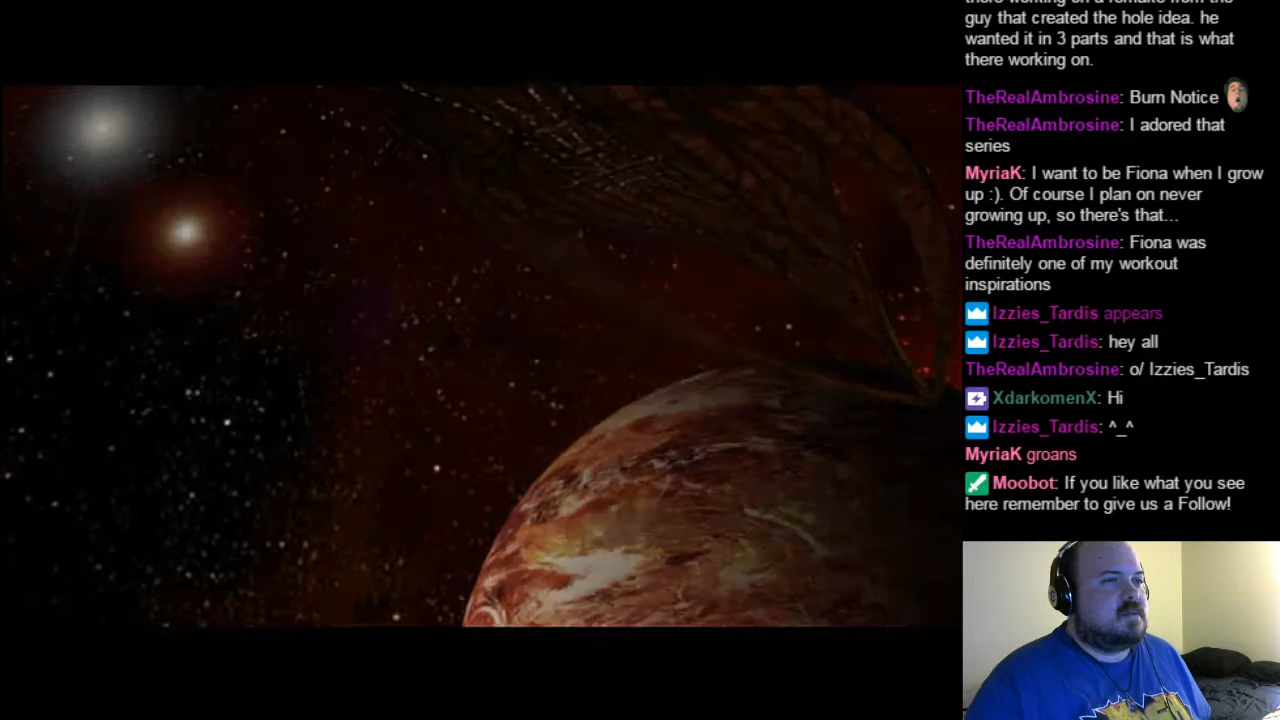 there working on a remake from the
guy that created the hole idea. he
wanted it in 3 parts and that is what
there working on.
TheRealAmbrosine: Burn Notice
TheRealAmbrosine: I adored that
series
MyriaK: I want to be Fiona when I grow
up :). Of course I plan on never
growing up, so there's that...
TheRealAmbrosine: Fiona was
definitely one of my workout
inspirations
Izzies_Tardis appears
Izzies_Tardis: hey all
TheRealAmbrosine: o/ Izzies_Tardis
XdarkomenX: Hi
Izzies_Tardis: ^_^
MyriaK groans
Moobot: If you like what you see
here remember to give us a Follow!